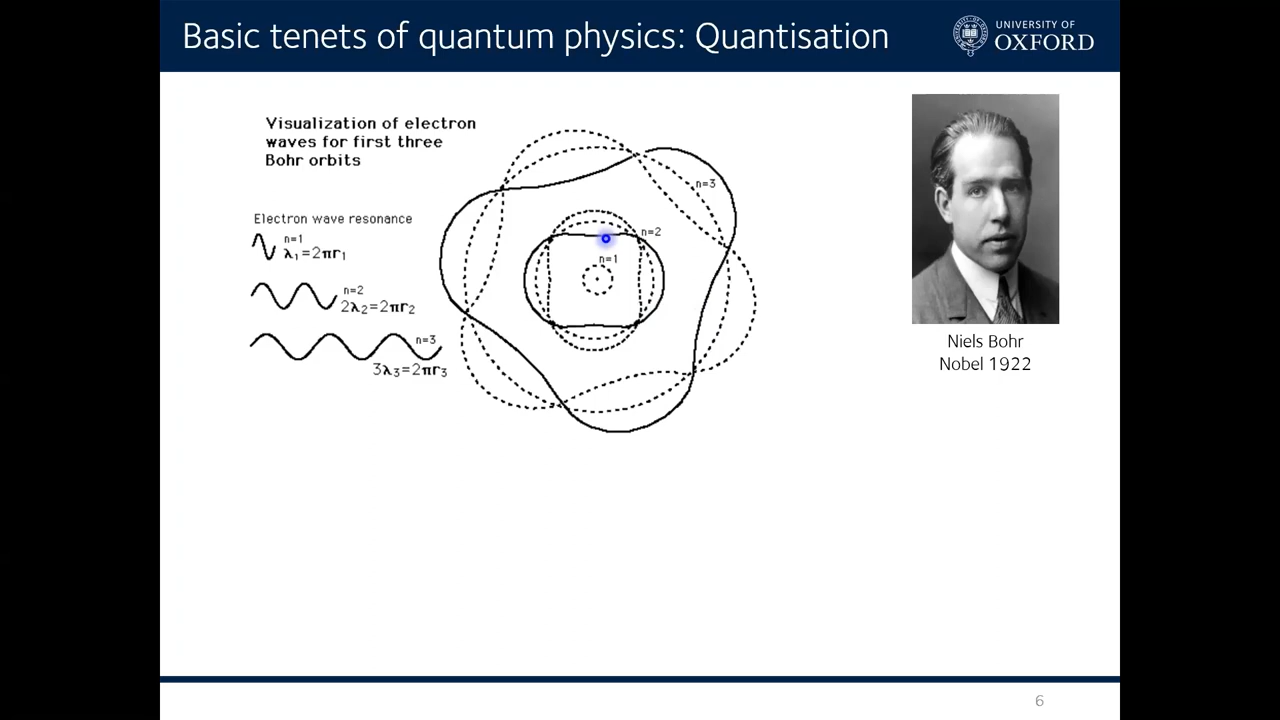 Basic tenets of quantum physics: Quantisation
UNIVERSITY OF
OXFORD
Visualization of electron
waves for first three
Bohr orbits
Electron wave resonance
n=1
λ₁=2πr₁
n=2
2λ₂=2πr₂
n=3
3λ₃=2πr₃
n=3
n=2
n=1
Niels Bohr
Nobel 1922
6